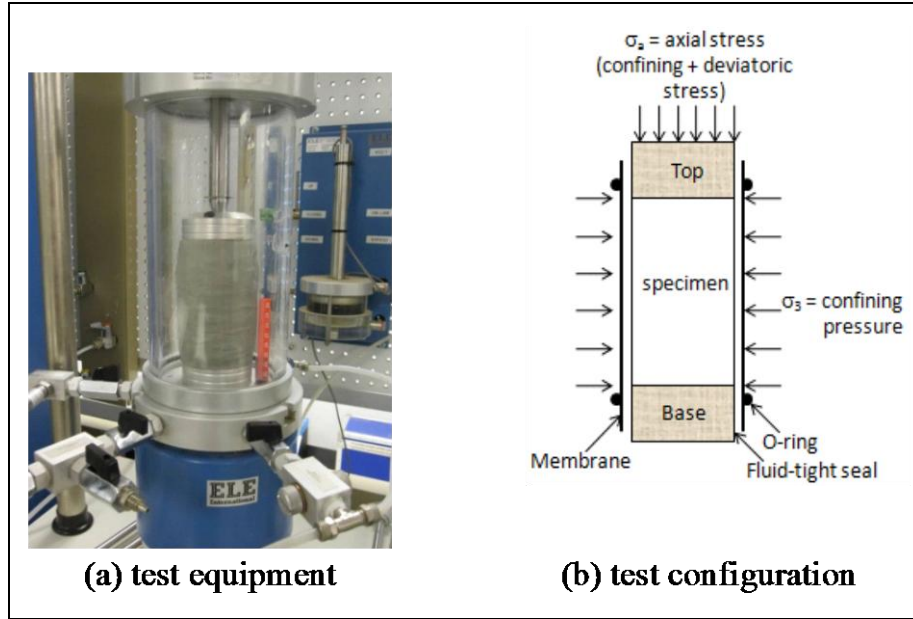 σa = axial stress
(confining + deviatoric
stress)
Top
specimen
σ3 = confining
pressure
Base
O-ring
Membrane
Fluid-tight seal
ELE
International
(a) test equipment
(b) test configuration